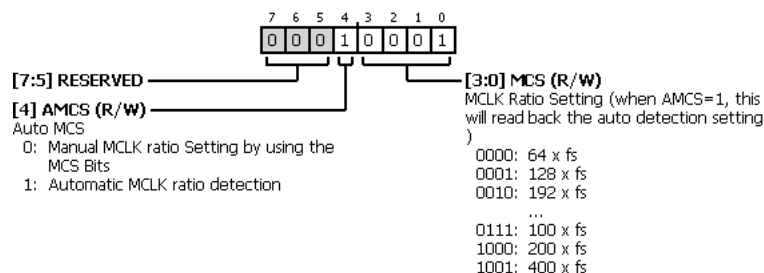 7 6 5 4 3 2 1 0
0 0 0 1 0 0 0 1
[7:5] RESERVED
[4] AMCS (R/W)
Auto MCS
0: Manual MCLK ratio Setting by using the
MCS Bits
1: Automatic MCLK ratio detection
[3:0] MCS (R/W)
MCLK Ratio Setting (when AMCS=1, this
will read back the auto detection setting
)
0000: 64 x fs
0001: 128 x fs
0010: 192 x fs
...
0111: 100 x fs
1000: 200 x fs
1001: 400 x fs